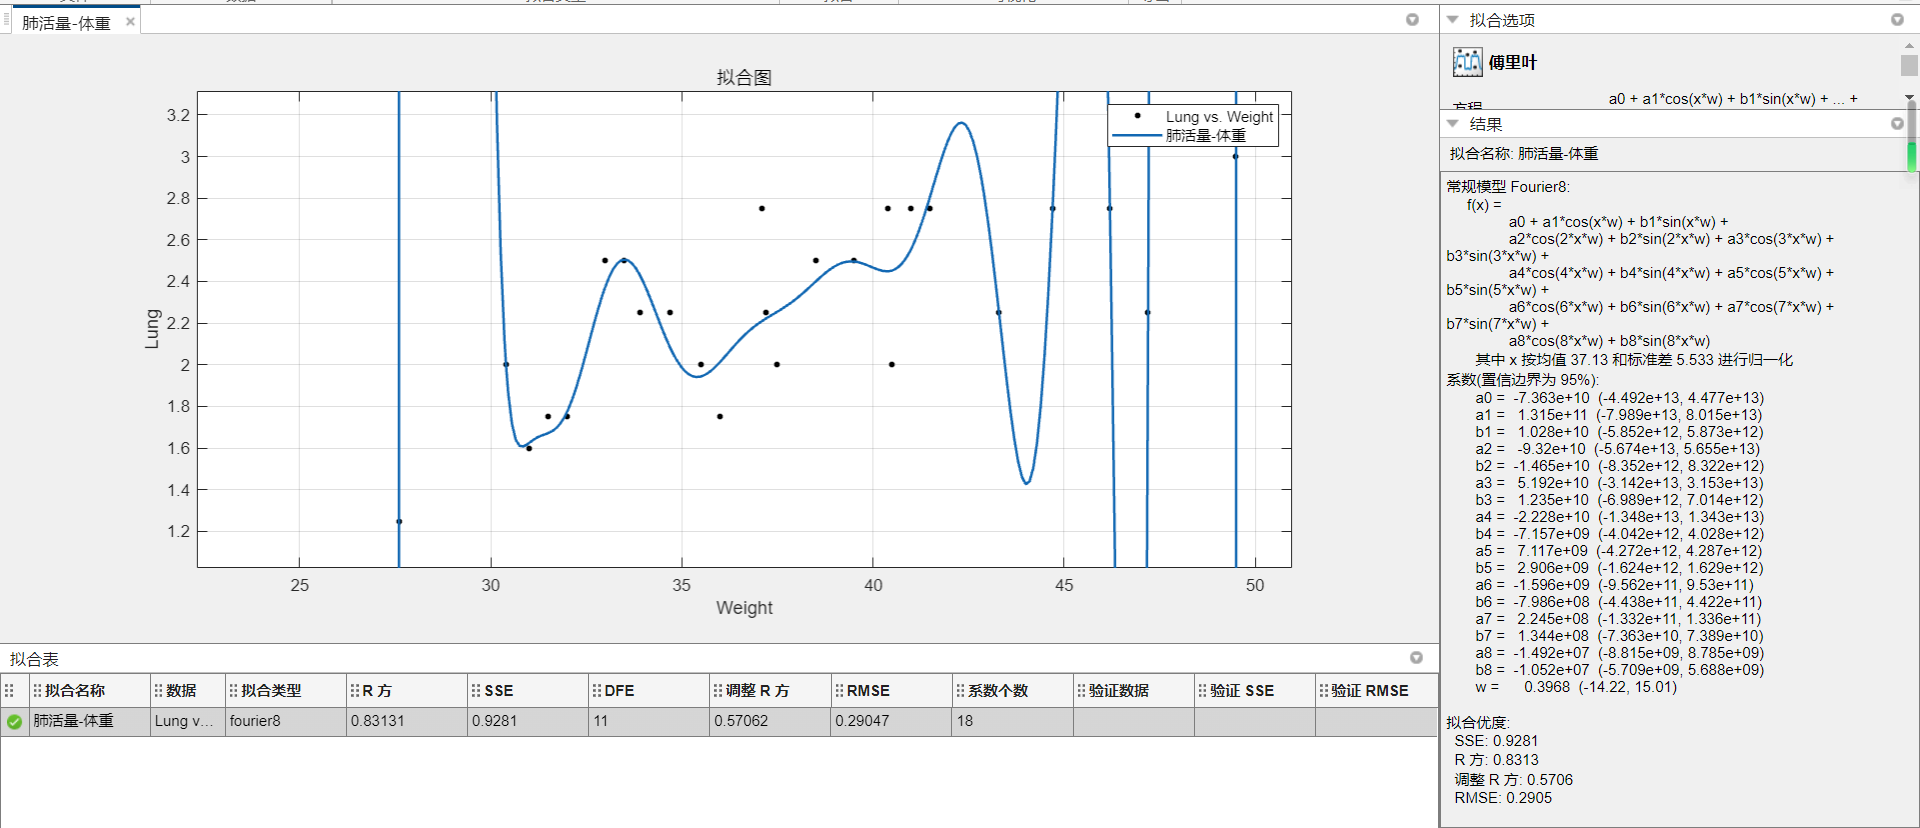 肺活量-体重
拟合图
3.2
3
2.8
2.6
2.4
2.2
2
1.8
1.6
1.4
1.2
Lung
25
30
35
40
45
50
Weight
Lung vs. Weight
肺活量-体重
拟合选项
傅里叶
方程
a0 + a1*cos(x*w) + b1*sin(x*w) + ... +
结果
拟合名称: 肺活量-体重
常规模型 Fourier8:
f(x) =
a0 + a1*cos(x*w) + b1*sin(x*w) +
a2*cos(2*x*w) + b2*sin(2*x*w) + a3*cos(3*x*w) +
b3*sin(3*x*w) +
a4*cos(4*x*w) + b4*sin(4*x*w) + a5*cos(5*x*w) +
b5*sin(5*x*w) +
a6*cos(6*x*w) + b6*sin(6*x*w) + a7*cos(7*x*w) +
b7*sin(7*x*w) +
a8*cos(8*x*w) + b8*sin(8*x*w)
其中 x 按均值 37.13 和标准差 5.533 进行归一化
系数(置信边界为 95%):
a0 = -7.363e+10 (-4.492e+13, 4.477e+13)
a1 = 1.315e+11 (-7.989e+13, 8.015e+13)
b1 = 1.028e+10 (-5.852e+12, 5.873e+12)
a2 = -9.32e+10 (-5.674e+13, 5.655e+13)
b2 = -1.465e+10 (-8.352e+12, 8.322e+12)
a3 = 5.192e+10 (-3.142e+13, 3.153e+13)
b3 = 1.235e+10 (-6.989e+12, 7.014e+12)
a4 = -2.228e+10 (-1.348e+13, 1.343e+13)
b4 = -7.157e+09 (-4.042e+12, 4.028e+12)
a5 = 7.117e+09 (-4.272e+12, 4.287e+12)
b5 = 2.906e+09 (-1.624e+12, 1.629e+12)
a6 = -1.596e+09 (-9.562e+11, 9.53e+11)
b6 = -7.986e+08 (-4.438e+11, 4.422e+11)
a7 = 2.245e+08 (-1.332e+11, 1.336e+11)
b7 = 1.344e+08 (-7.363e+10, 7.389e+10)
a8 = -1.492e+07 (-8.815e+09, 8.785e+09)
b8 = -1.052e+07 (-5.709e+09, 5.688e+09)
w = 0.3968 (-14.22, 15.01)
拟合优度:
SSE: 0.9281
R 方: 0.8313
调整 R 方: 0.5706
RMSE: 0.2905
拟合表
拟合名称 数据 拟合类型 R 方 SSE DFE 调整 R 方 RMSE 系数个数 验证数据 验证 SSE 验证 RMSE
肺活量-体重 Lung v... fourier8 0.83131 0.9281 11 0.57062 0.29047 18